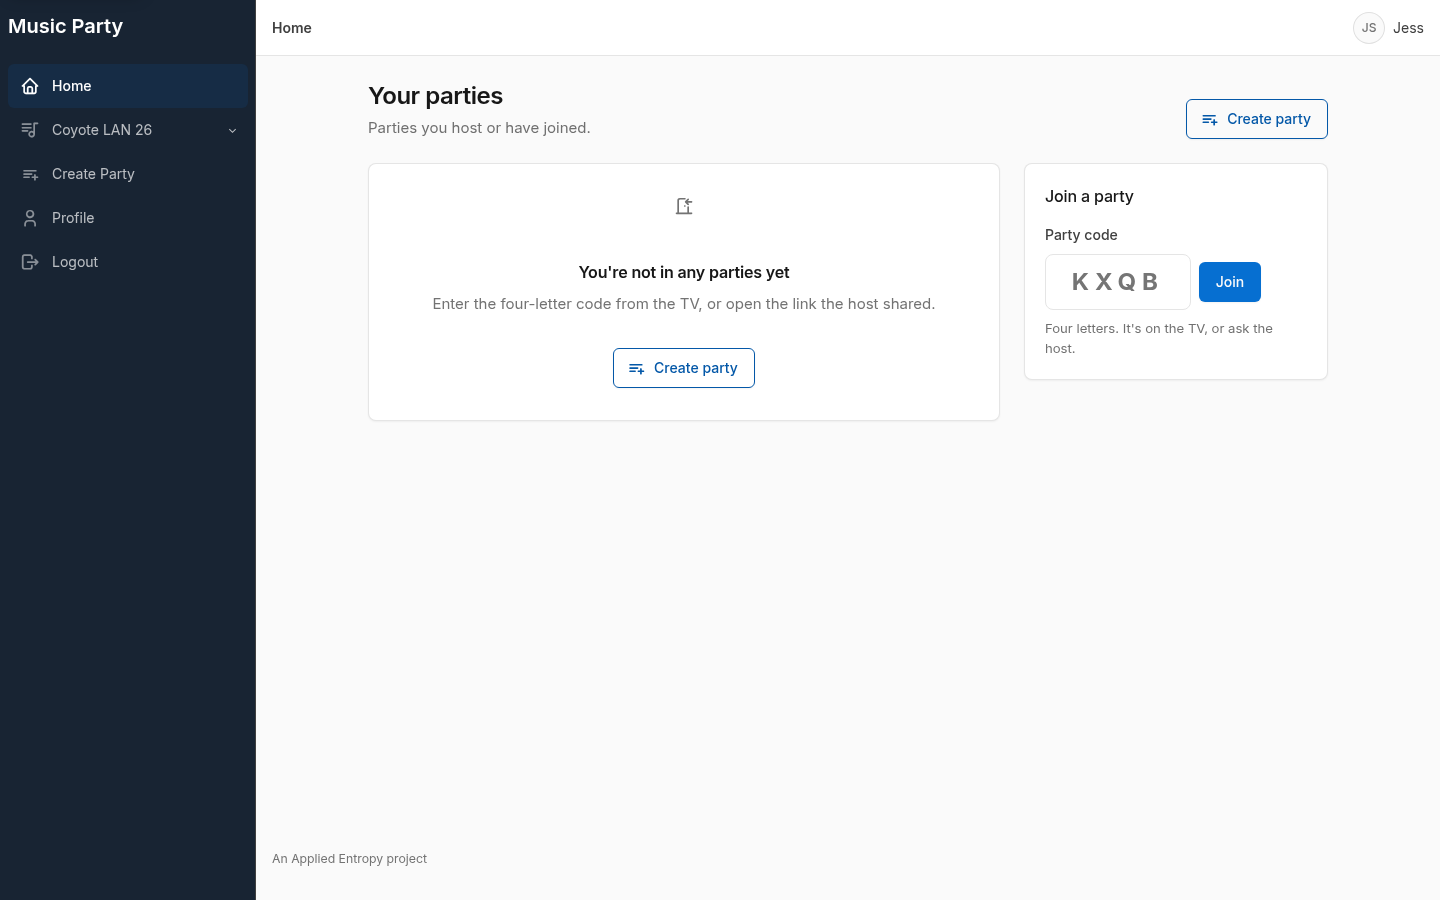 Music Party
Home
Coyote LAN 26
Create Party
Profile
Logout
Home
JS
Jess
Your parties
Parties you host or have joined.
Create party
You're not in any parties yet
Enter the four-letter code from the TV, or open the link the host shared.
Create party
Join a party
Party code
KXQB
Join
Four letters. It's on the TV, or ask the
host.
An Applied Entropy project